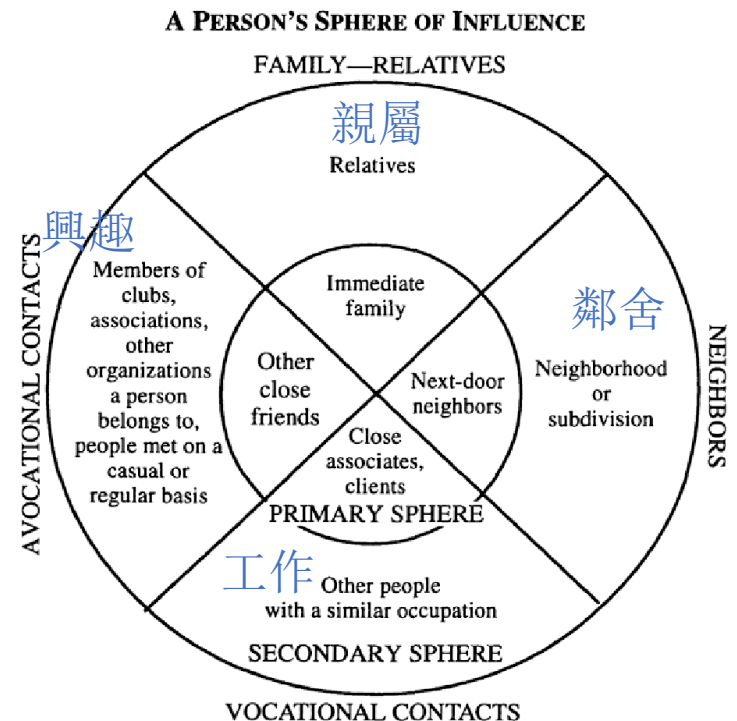 A PERSON'S SPHERE OF INFLUENCE
FAMILY—RELATIVES
親屬
Relatives
興趣
AVOCATIONAL CONTACTS
Members of
clubs,
associations,
other
organizations
a person
belongs to,
people met on a
casual or
regular basis
Immediate
family
Other
close
friends
Next-door
neighbors
Close
associates,
clients
PRIMARY SPHERE
鄰舍
Neighborhood
or
subdivision
NEIGHBORS
工作
Other people
with a similar occupation
SECONDARY SPHERE
VOCATIONAL CONTACTS